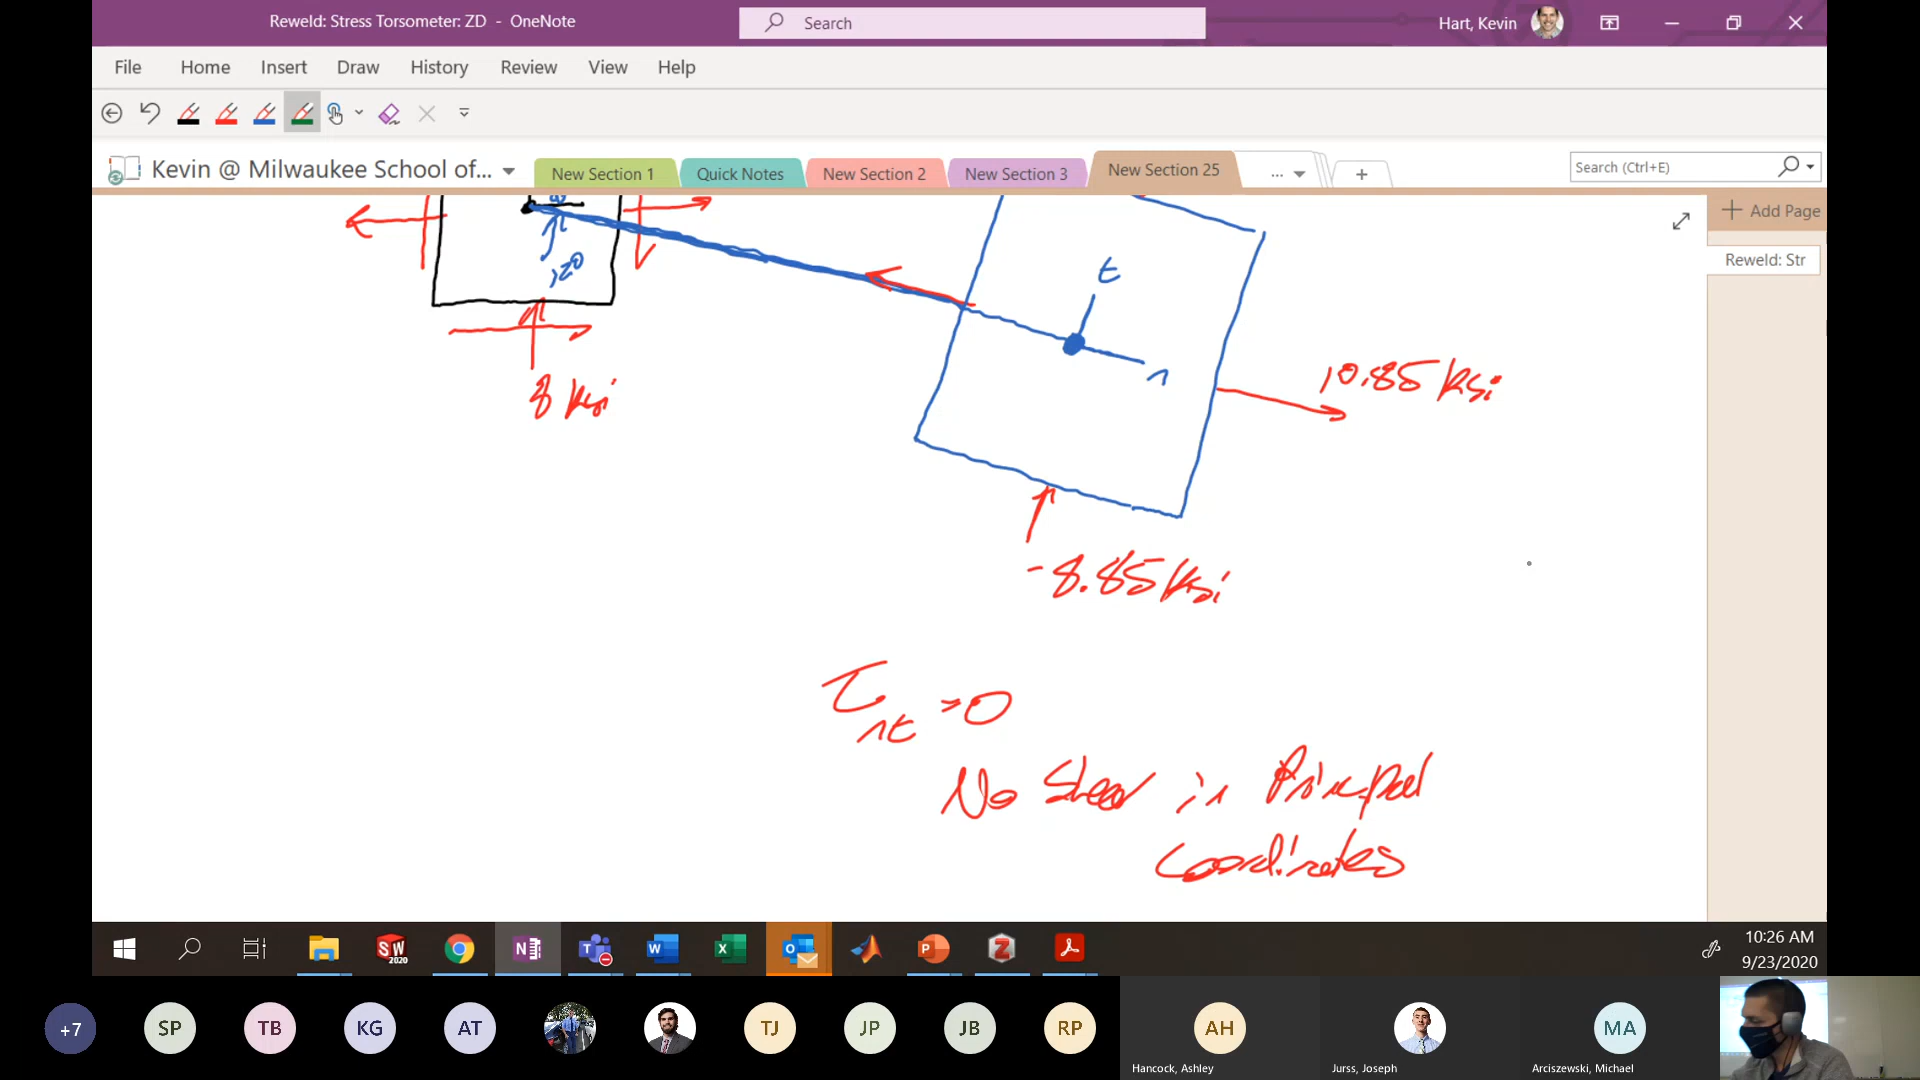 Reweld: Stress Torsometer: ZD - OneNote
Search
Hart, Kevin
File Home Insert Draw History Review View Help
Kevin @ Milwaukee School of...
New Section 1
Quick Notes
New Section 2
New Section 3
New Section 25
...
Search (Ctrl+E)
Add Page
Reweld: Str
t
n
10.85 ksi
8 ksi
-8.85 ksi
τnt = 0
No Shear in Principal
Coordinates
SW
2020
N
T
W
X
O
P
Z
10:26 AM
9/23/2020
+7
SP
TB
KG
AT
TJ
JP
JB
RP
AH
MA
Hancock, Ashley
Jurss, Joseph
Arciszewski, Michael